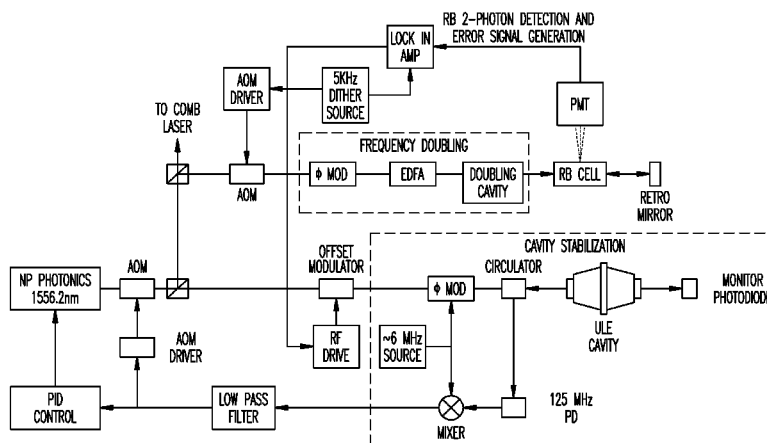 RB 2-PHOTON DETECTION AND
ERROR SIGNAL GENERATION
LOCK IN
AMP
AOM
DRIVER
5KHz
DITHER
SOURCE
PMT
TO COMB
LASER
FREQUENCY DOUBLING
AOM
ϕ MOD
EDFA
DOUBLING
CAVITY
RB CELL
RETRO
MIRROR
CAVITY STABILIZATION
NP PHOTONICS
1556.2nm
AOM
OFFSET
MODULATOR
ϕ MOD
CIRCULATOR
ULE
CAVITY
MONITOR
PHOTODIOD
AOM
DRIVER
RF
DRIVE
~6 MHz
SOURCE
PID
CONTROL
LOW PASS
FILTER
MIXER
125 MHz
PD